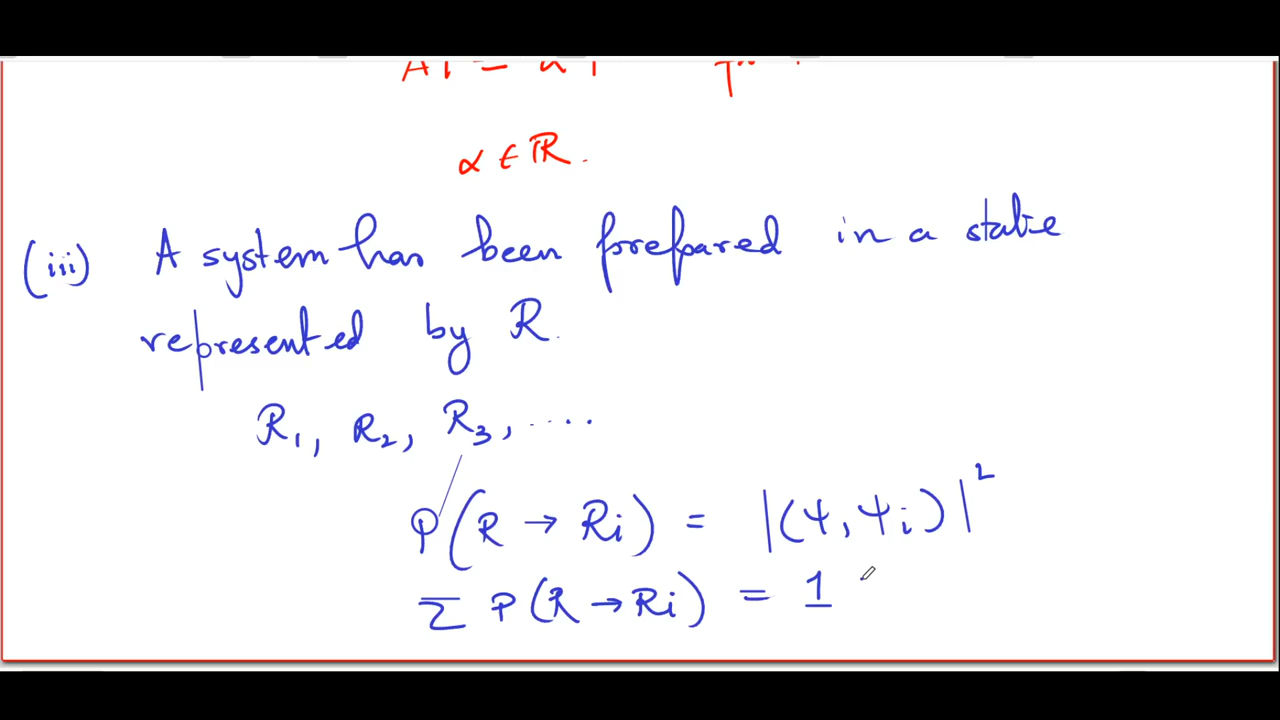 α ∈ ℝ.
(iii) A system has been prepared in a state
represented by R.
R₁, R₂, R₃, ....
P(R → Ri) = |(Ψ, Ψi)|²
Σ P(R → Ri) = 1